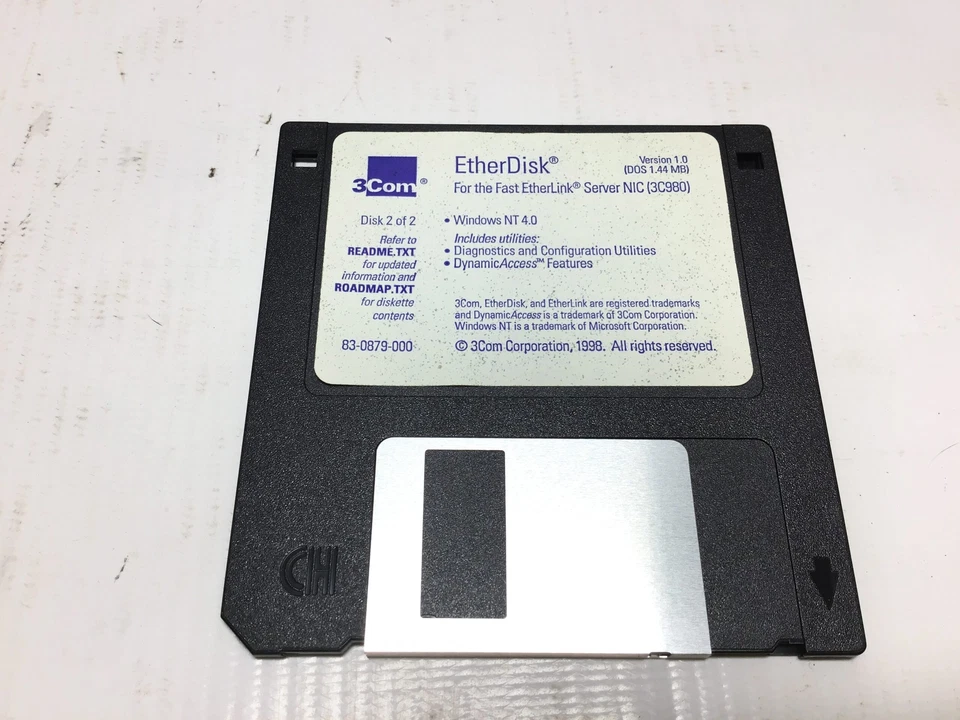 3Com®
EtherDisk®
Version 1.0
(DOS 1.44 MB)
For the Fast EtherLink® Server NIC (3C980)
Disk 2 of 2
Refer to
README.TXT
for updated
information and
ROADMAP.TXT
for diskette
contents
83-0879-000
• Windows NT 4.0
Includes utilities:
• Diagnostics and Configuration Utilities
• DynamicAccess™ Features
3Com, EtherDisk, and EtherLink are registered trademarks
and DynamicAccess is a trademark of 3Com Corporation.
Windows NT is a trademark of Microsoft Corporation.
© 3Com Corporation, 1998. All rights reserved.
CH